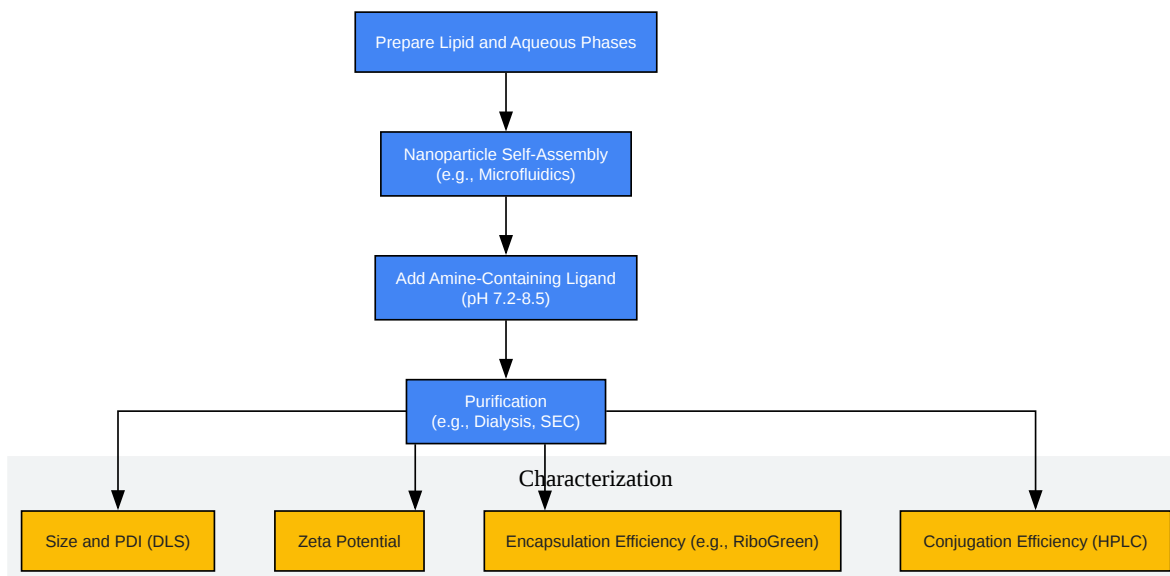 Prepare Lipid and Aqueous Phases
Nanoparticle Self-Assembly
(e.g., Microfluidics)
Add Amine-Containing Ligand
(pH 7.2-8.5)
Purification
(e.g., Dialysis, SEC)
Characterization
Size and PDI (DLS)
Zeta Potential
Encapsulation Efficiency (e.g., RiboGreen)
Conjugation Efficiency (HPLC)